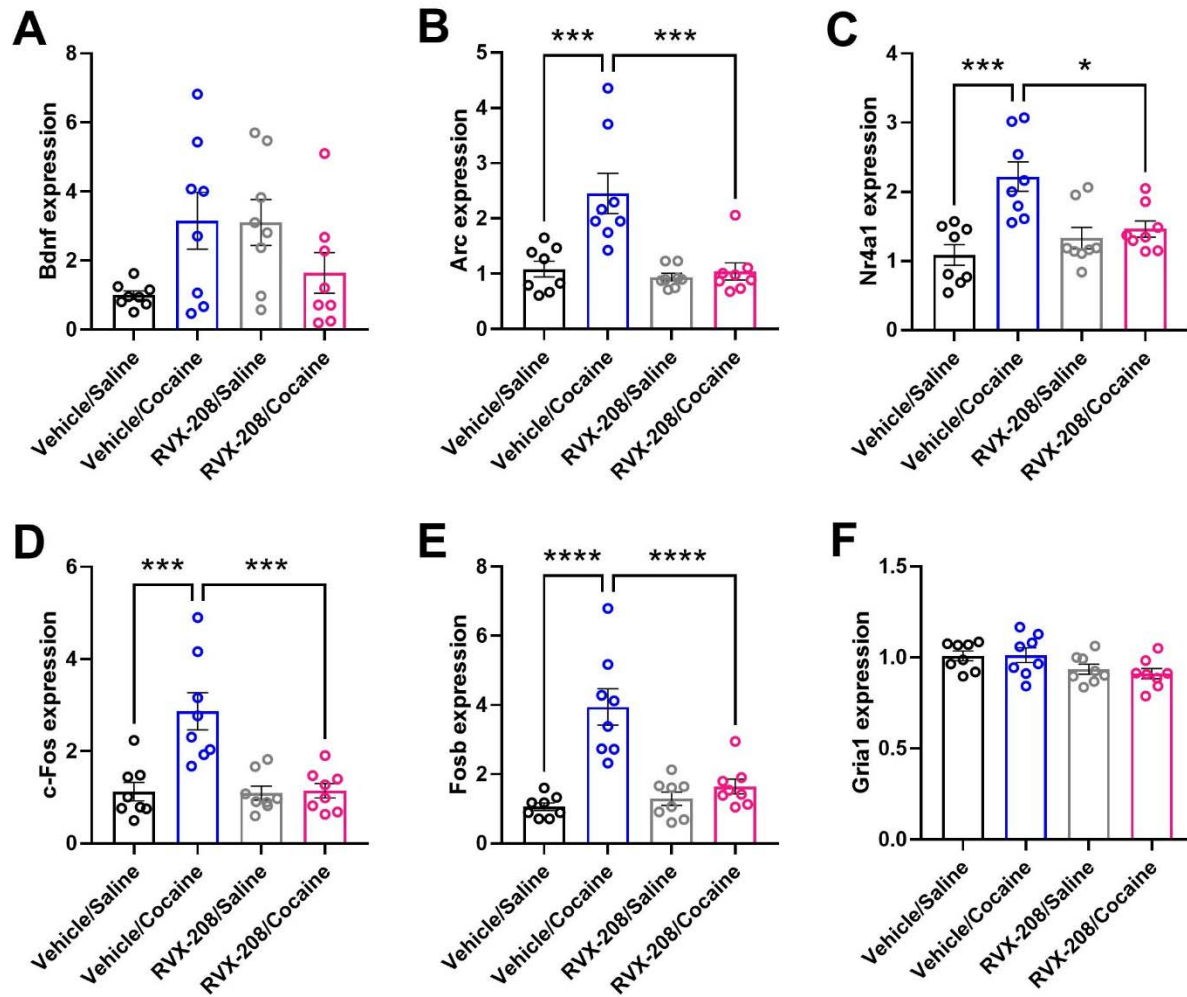 A
Bdnf expression
8
6
4
2
0
Vehicle/Saline
Vehicle/Cocaine
RVX-208/Saline
RVX-208/Cocaine
B
Arc expression
***
***
5
4
3
2
1
0
Vehicle/Saline
Vehicle/Cocaine
RVX-208/Saline
RVX-208/Cocaine
C
Nr4a1 expression
***
*
4
3
2
1
0
Vehicle/Saline
Vehicle/Cocaine
RVX-208/Saline
RVX-208/Cocaine
D
c-Fos expression
***
***
6
4
2
0
Vehicle/Saline
Vehicle/Cocaine
RVX-208/Saline
RVX-208/Cocaine
E
Fosb expression
****
****
8
6
4
2
0
Vehicle/Saline
Vehicle/Cocaine
RVX-208/Saline
RVX-208/Cocaine
F
Gria1 expression
1.5
1.0
0.5
0.0
Vehicle/Saline
Vehicle/Cocaine
RVX-208/Saline
RVX-208/Cocaine